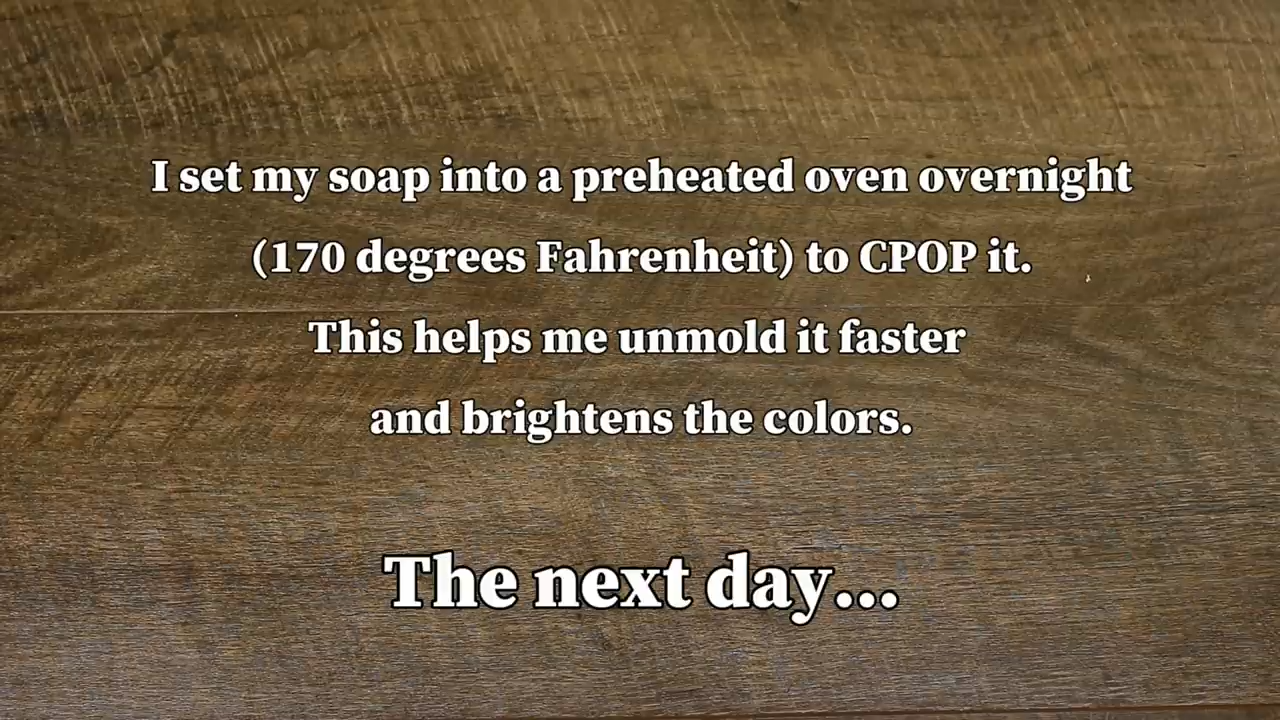 I set my soap into a preheated oven overnight
(170 degrees Fahrenheit) to CPOP it.
This helps me unmold it faster
and brightens the colors.
The next day...